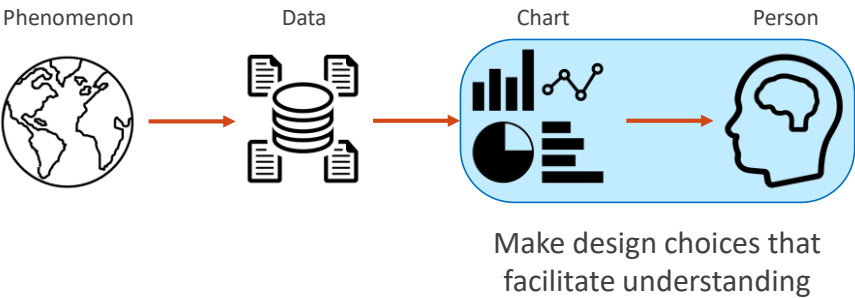 Phenomenon
Data
Chart
Person
Make design choices that
facilitate understanding